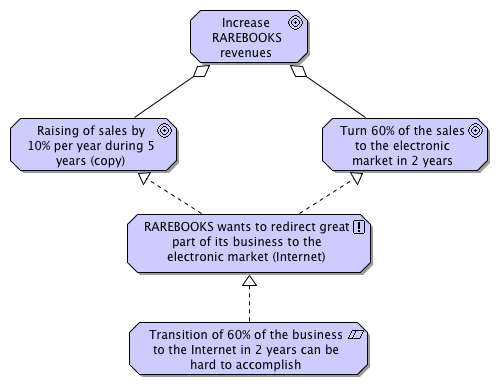 Increase
RAREBOOKS
revenues
Raising of sales by
10% per year during 5
years (copy)
Turn 60% of the sales
to the electronic
market in 2 years
RAREBOOKS wants to redirect great
part of its business to the
electronic market (Internet)
Transition of 60% of the business
to the Internet in 2 years can be
hard to accomplish